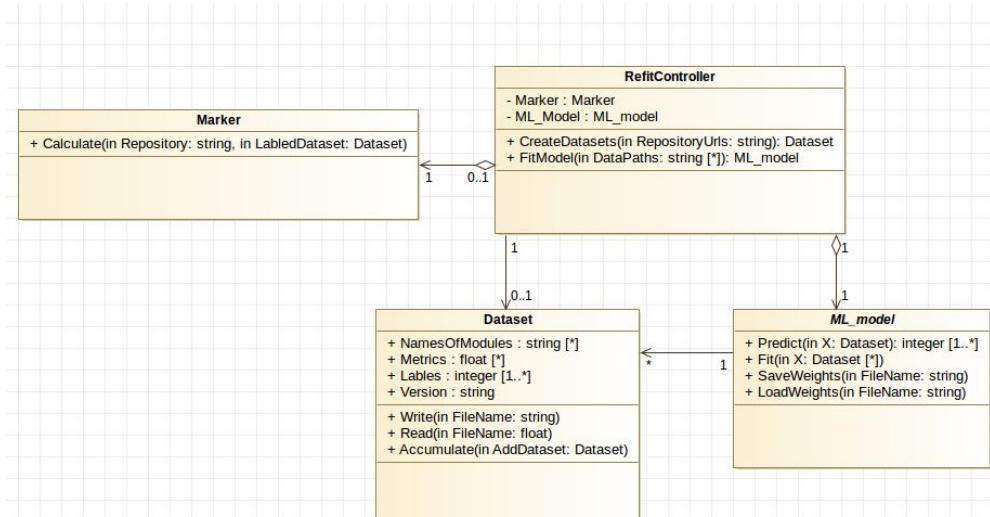 RefitController
- Marker : Marker
- ML_Model : ML_model
+ CreateDatasets(in RepositoryUrls: string): Dataset
+ FitModel(in DataPaths: string [*]): ML_model
Marker
+ Calculate(in Repository: string, in LabledDataset: Dataset)
1
0..1
1
0..1
1
1
Dataset
+ NamesOfModules : string [*]
+ Metrics : float [*]
+ Lables : integer [1..*]
+ Version : string
+ Write(in FileName: string)
+ Read(in FileName: float)
+ Accumulate(in AddDataset: Dataset)
*
1
ML_model
+ Predict(in X: Dataset): integer [1..*]
+ Fit(in X: Dataset [*])
+ SaveWeights(in FileName: string)
+ LoadWeights(in FileName: string)